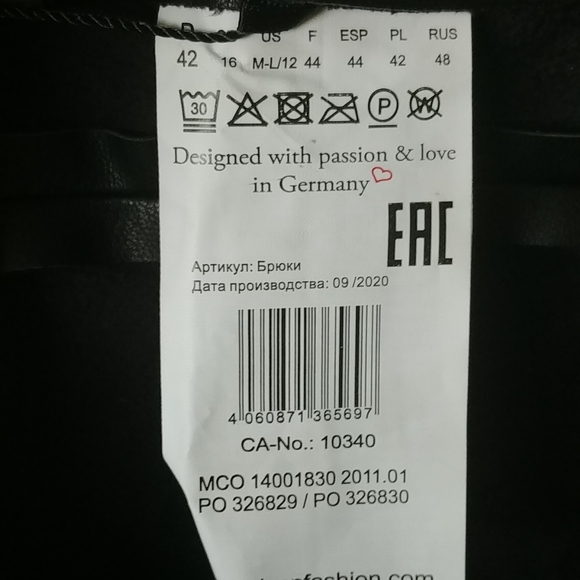 D US F ESP PL RUS
42 16 M-L/12 44 44 42 48
30 P W
Designed with passion & love
in Germany
EAC
Артикул: Брюки
Дата производства: 09 /2020
4 060871 365697
CA-No.: 10340
MCO 14001830 2011.01
PO 326829 / PO 326830